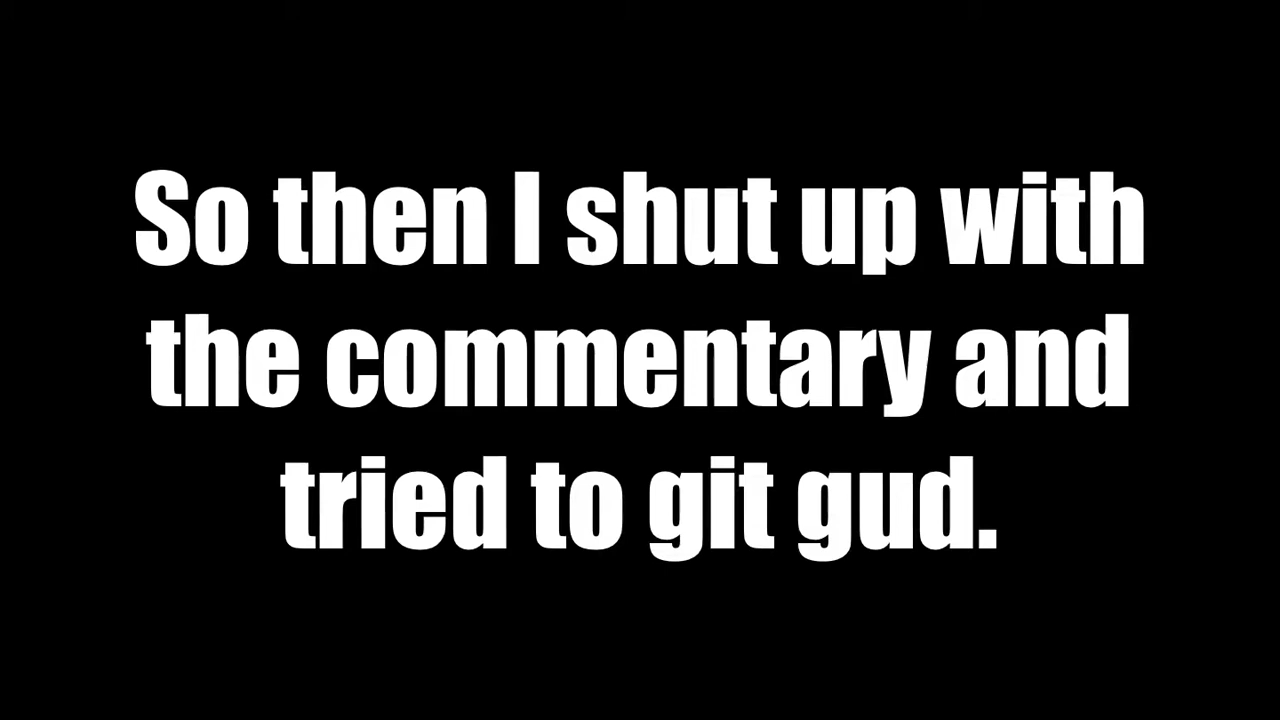 So then I shut up with
the commentary and
tried to git gud.